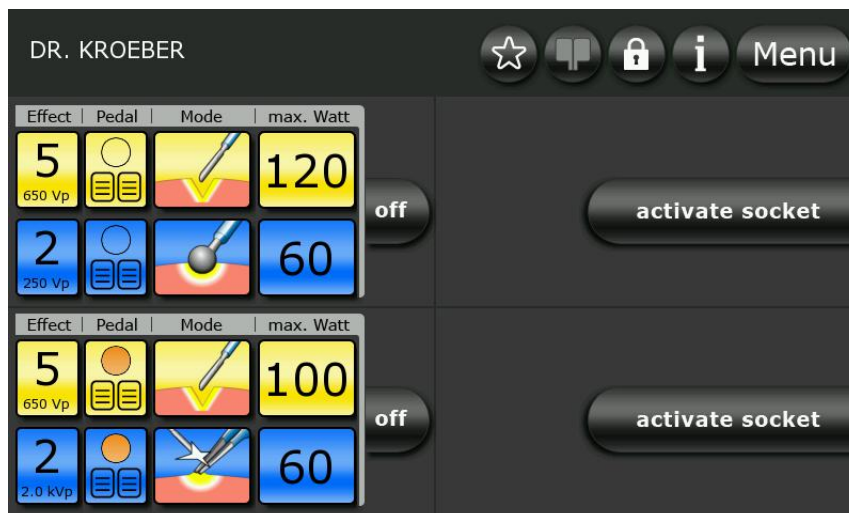 DR. KROEBER
i Menu
Effect | Pedal | Mode | max. Watt
5 650 Vp 120
off
activate socket
2 250 Vp 60
Effect | Pedal | Mode | max. Watt
5 650 Vp 100
off
activate socket
2 2.0 kVp 60